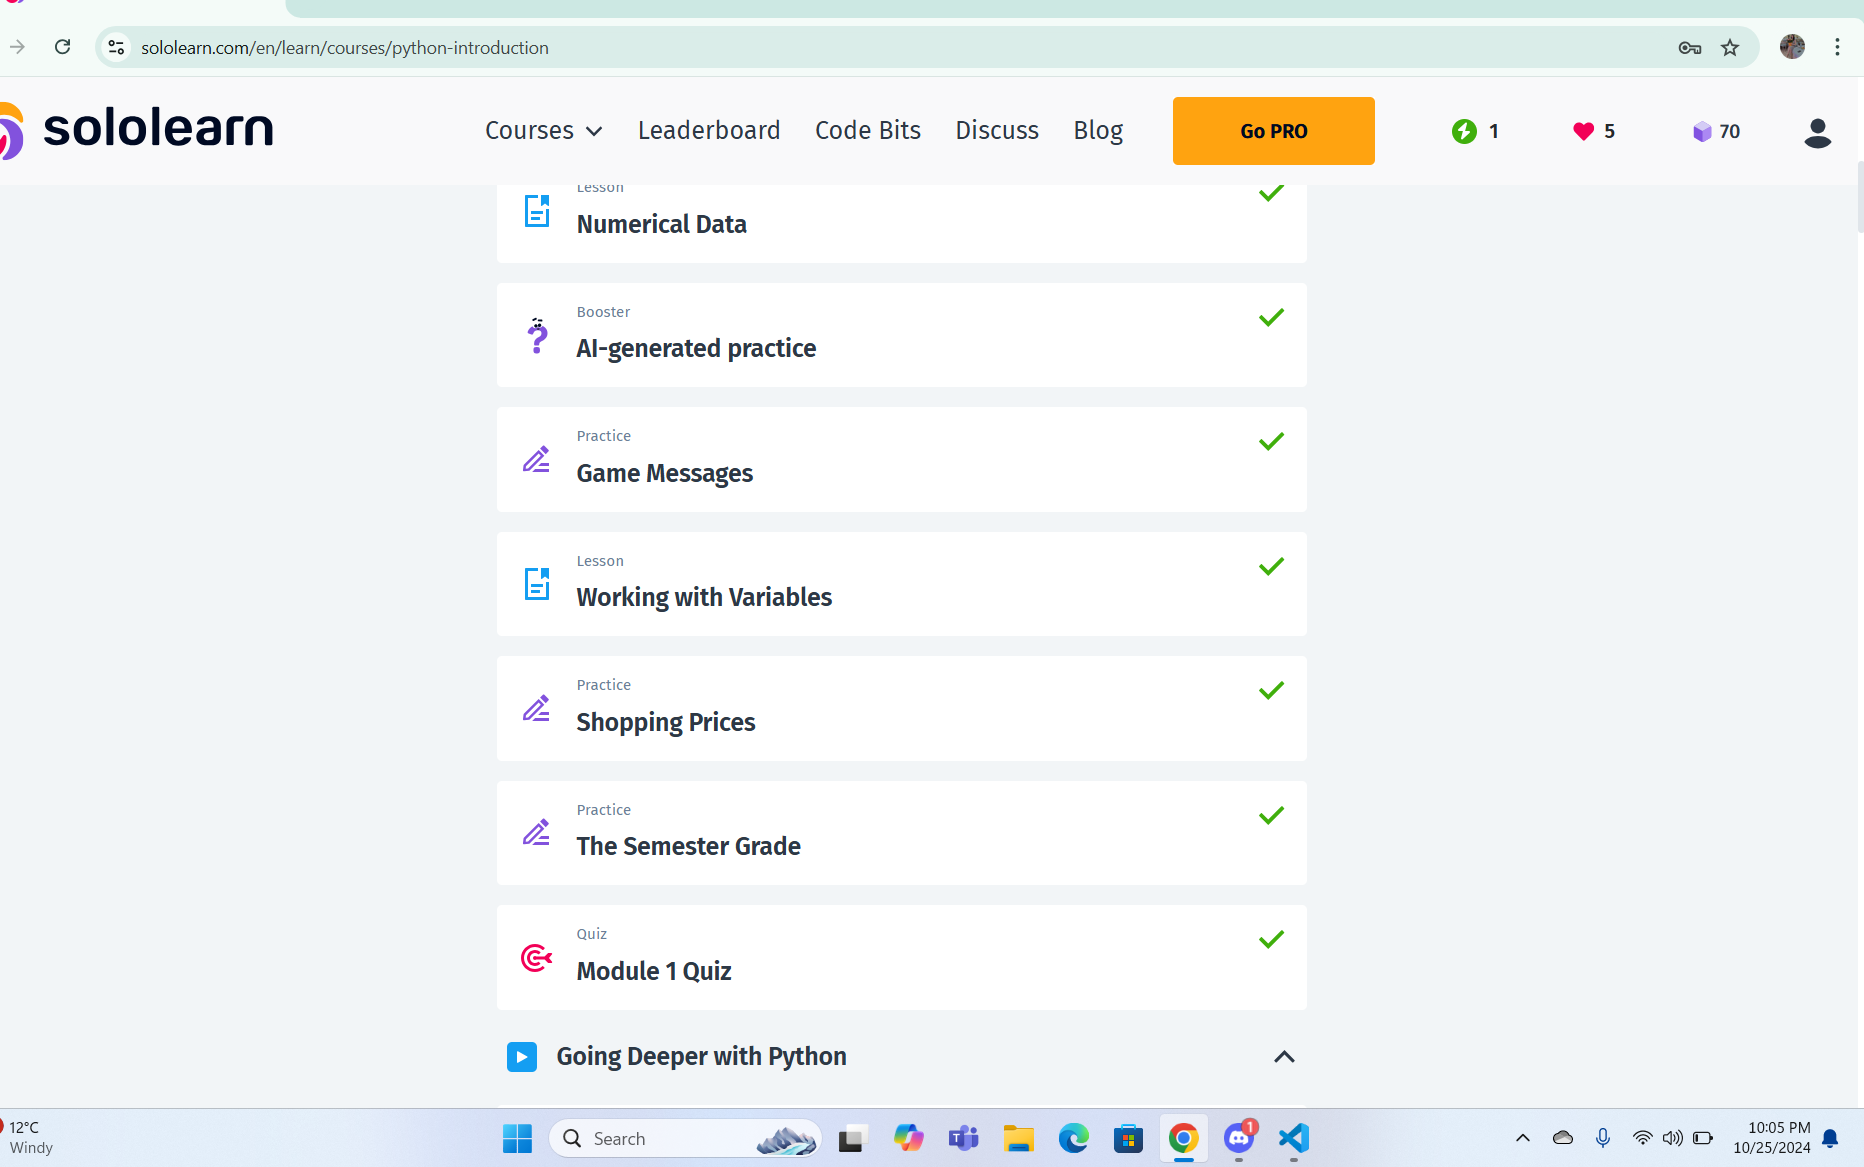 sololearn.com/en/learn/courses/python-introduction
sololearn
Courses Leaderboard Code Bits Discuss Blog Go PRO 1 5 70
Lesson
Numerical Data
Booster
AI-generated practice
Practice
Game Messages
Lesson
Working with Variables
Practice
Shopping Prices
Practice
The Semester Grade
Quiz
Module 1 Quiz
Going Deeper with Python
12°C
Windy
Search
1
10:05 PM
10/25/2024